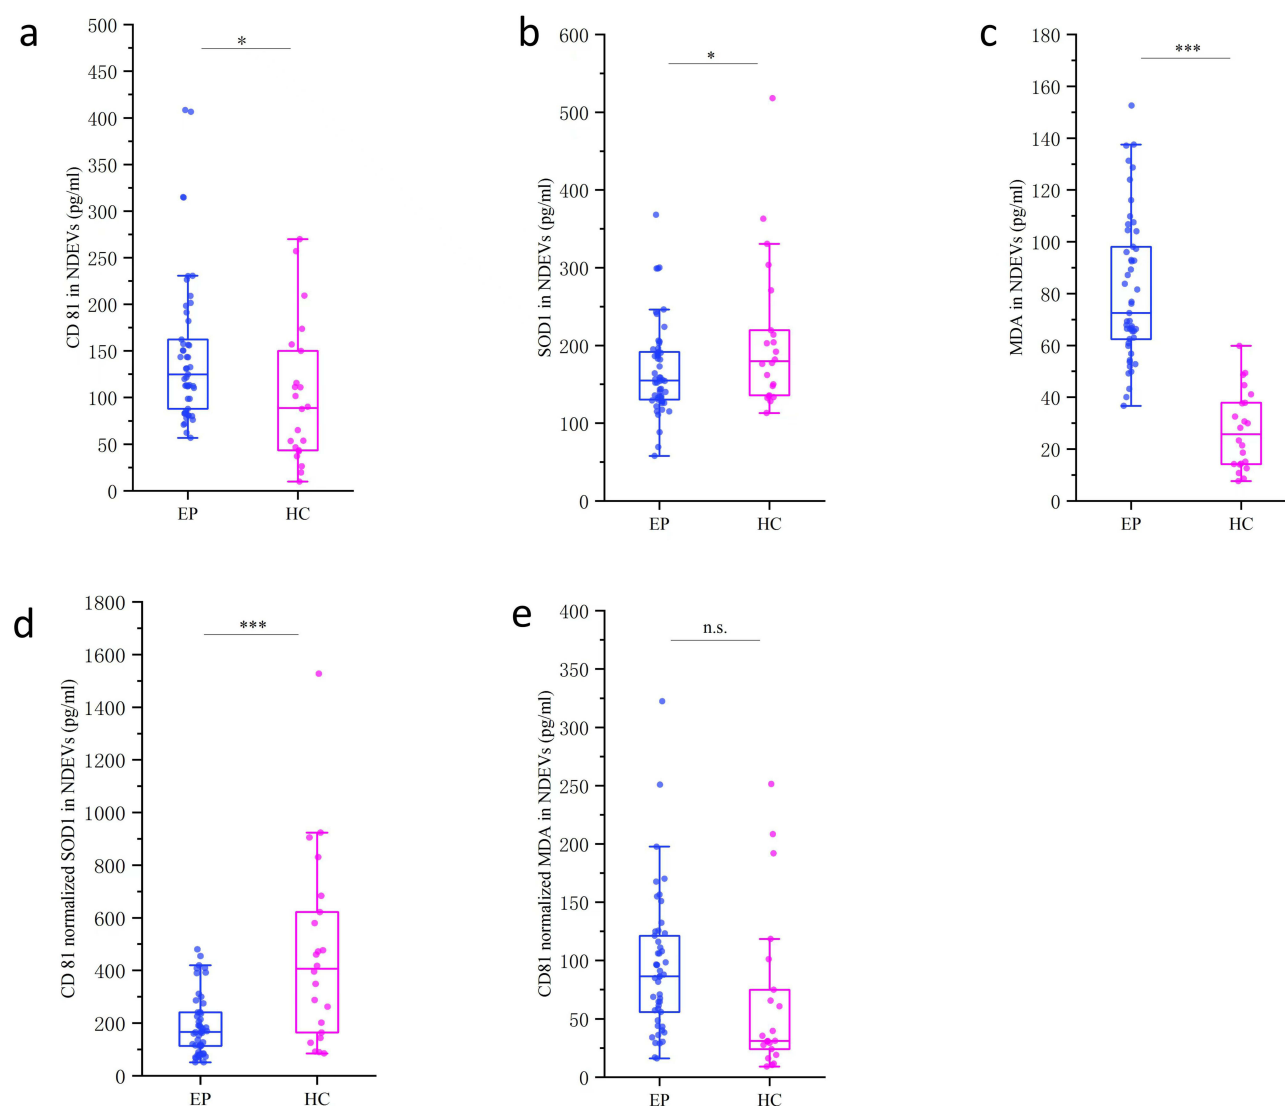 a
CD 81 in NDEVs (pg/ml)
500
450
400
350
300
250
200
150
100
50
0
*
EP
HC
b
SOD1 in NDEVs (pg/ml)
600
500
400
300
200
100
0
*
EP
HC
c
MDA in NDEVs (pg/ml)
180
160
140
120
100
80
60
40
20
0
***
EP
HC
d
CD 81 normalized SOD1 in NDEVs (pg/ml)
1800
1600
1400
1200
1000
800
600
400
200
0
***
EP
HC
e
CD81 normalized MDA in NDEVs (pg/ml)
400
350
300
250
200
150
100
50
0
n.s.
EP
HC